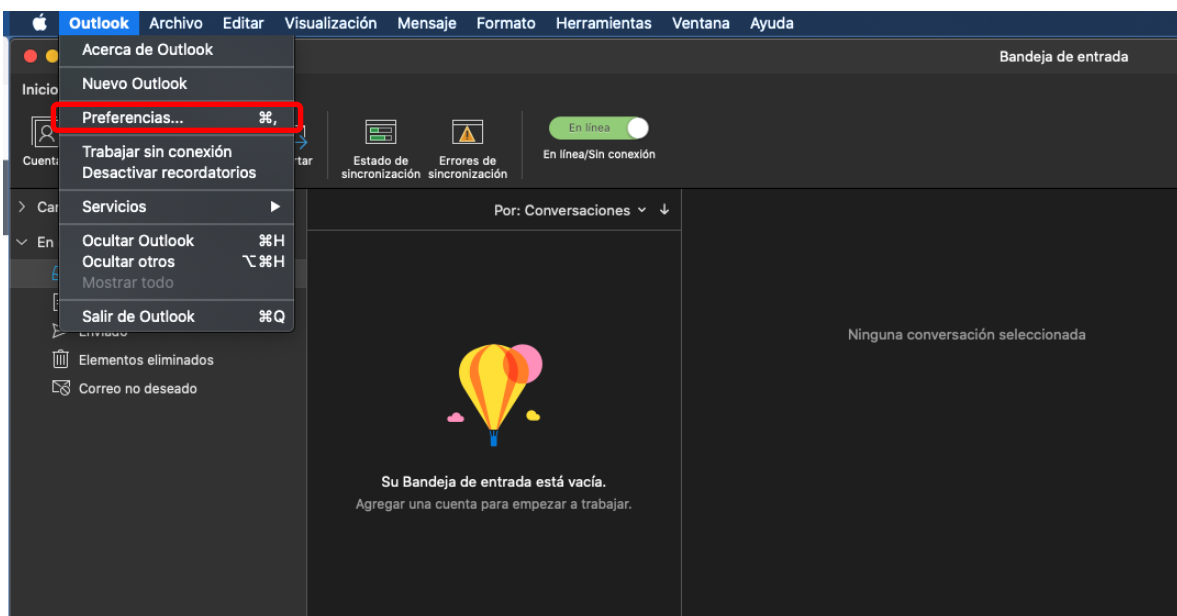 Outlook Archivo Editar Visualización Mensaje Formato Herramientas Ventana Ayuda
Bandeja de entrada
Acerca de Outlook
Nuevo Outlook
Preferencias... ⌘,
Trabajar sin conexión
Desactivar recordatorios
Servicios ▶
Ocultar Outlook ⌘H
Ocultar otros ⌥⌘H
Mostrar todo
Salir de Outlook ⌘Q
Inicio
Estado de
sincronización
Errores de
sincronización
En línea
En línea/Sin conexión
En
Por: Conversaciones
Enviado
Elementos eliminados
Correo no deseado
Su Bandeja de entrada está vacía.
Agregar una cuenta para empezar a trabajar.
Ninguna conversación seleccionada